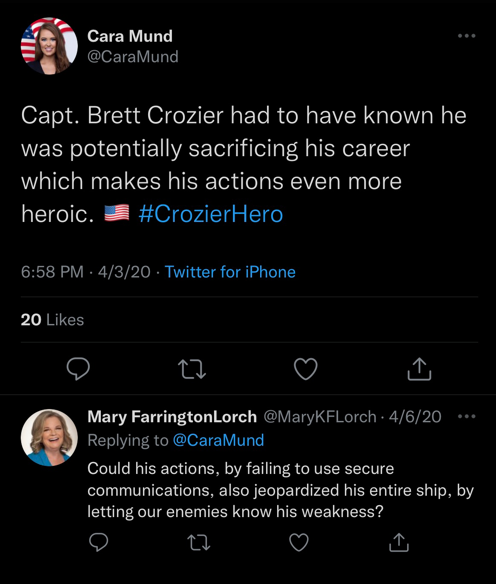 Cara Mund
@CaraMund
Capt. Brett Crozier had to have known he
was potentially sacrificing his career
which makes his actions even more
heroic. 🇺🇸 #CrozierHero
6:58 PM · 4/3/20 · Twitter for iPhone
20 Likes
Mary FarringtonLorch @MaryKFLorch · 4/6/20
Replying to @CaraMund
Could his actions, by failing to use secure
communications, also jeopardized his entire ship, by
letting our enemies know his weakness?